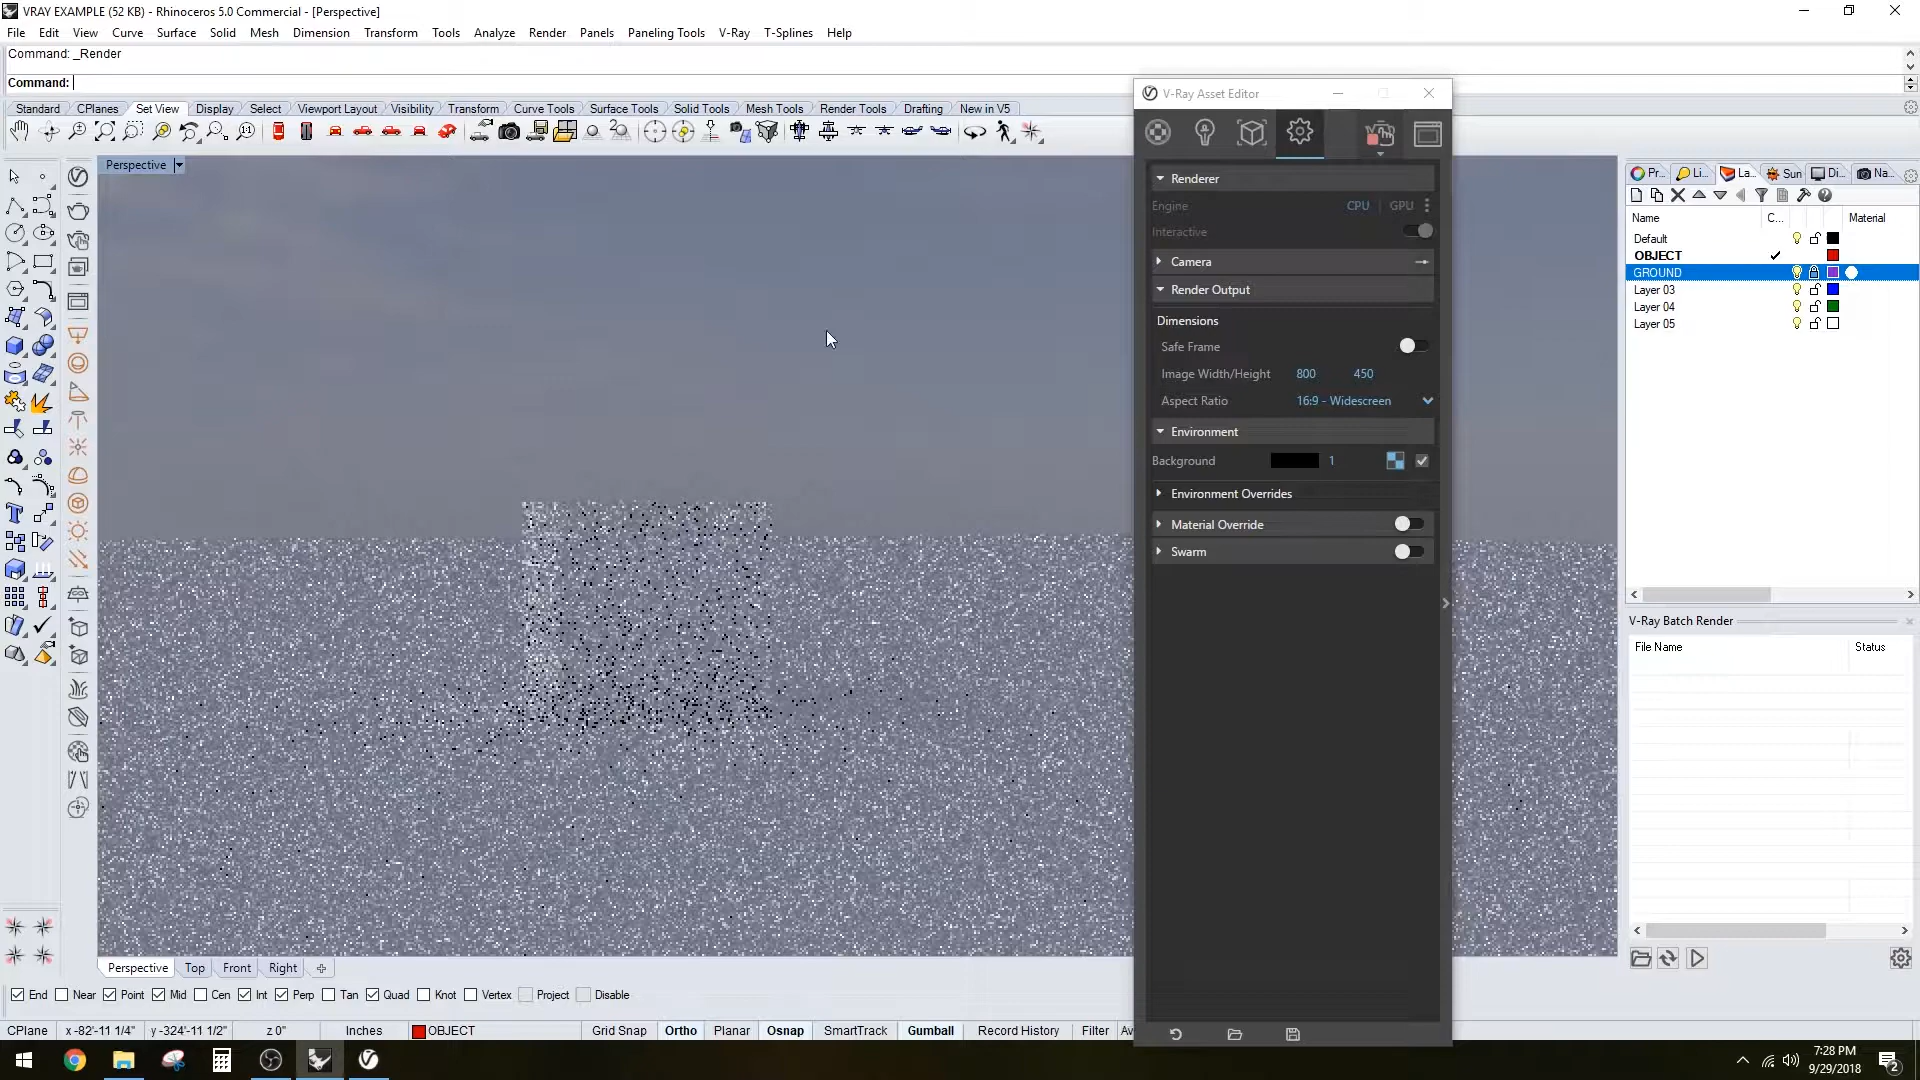 VRAY EXAMPLE (52 KB) - Rhinoceros 5.0 Commercial - [Perspective]
File Edit View Curve Surface Solid Mesh Dimension Transform Tools Analyze Render Panels Paneling Tools V-Ray T-Splines Help
Command: _Render
Command:
Standard CPlanes Set View Display Select Viewport Layout Visibility Transform Curve Tools Surface Tools Solid Tools Mesh Tools Render Tools Drafting New in V5
Perspective
V-Ray Asset Editor
Renderer
Engine CPU GPU
Interactive
Camera
Render Output
Dimensions
Safe Frame
Image Width/Height 800 450
Aspect Ratio 16:9 - Widescreen
Environment
Background 1
Environment Overrides
Material Override
Swarm
Pr... Li... La... Sun Di... Na...
Name C... Material
Default
OBJECT
GROUND
Layer 03
Layer 04
Layer 05
V-Ray Batch Render
File Name Status
Perspective Top Front Right
End Near Point Mid Cen Int Perp Tan Quad Knot Vertex Project Disable
CPlane x -82'-11 1/4" y -324'-11 1/2" z 0" Inches OBJECT Grid Snap Ortho Planar Osnap SmartTrack Gumball Record History Filter Av
7:28 PM
9/29/2018
2